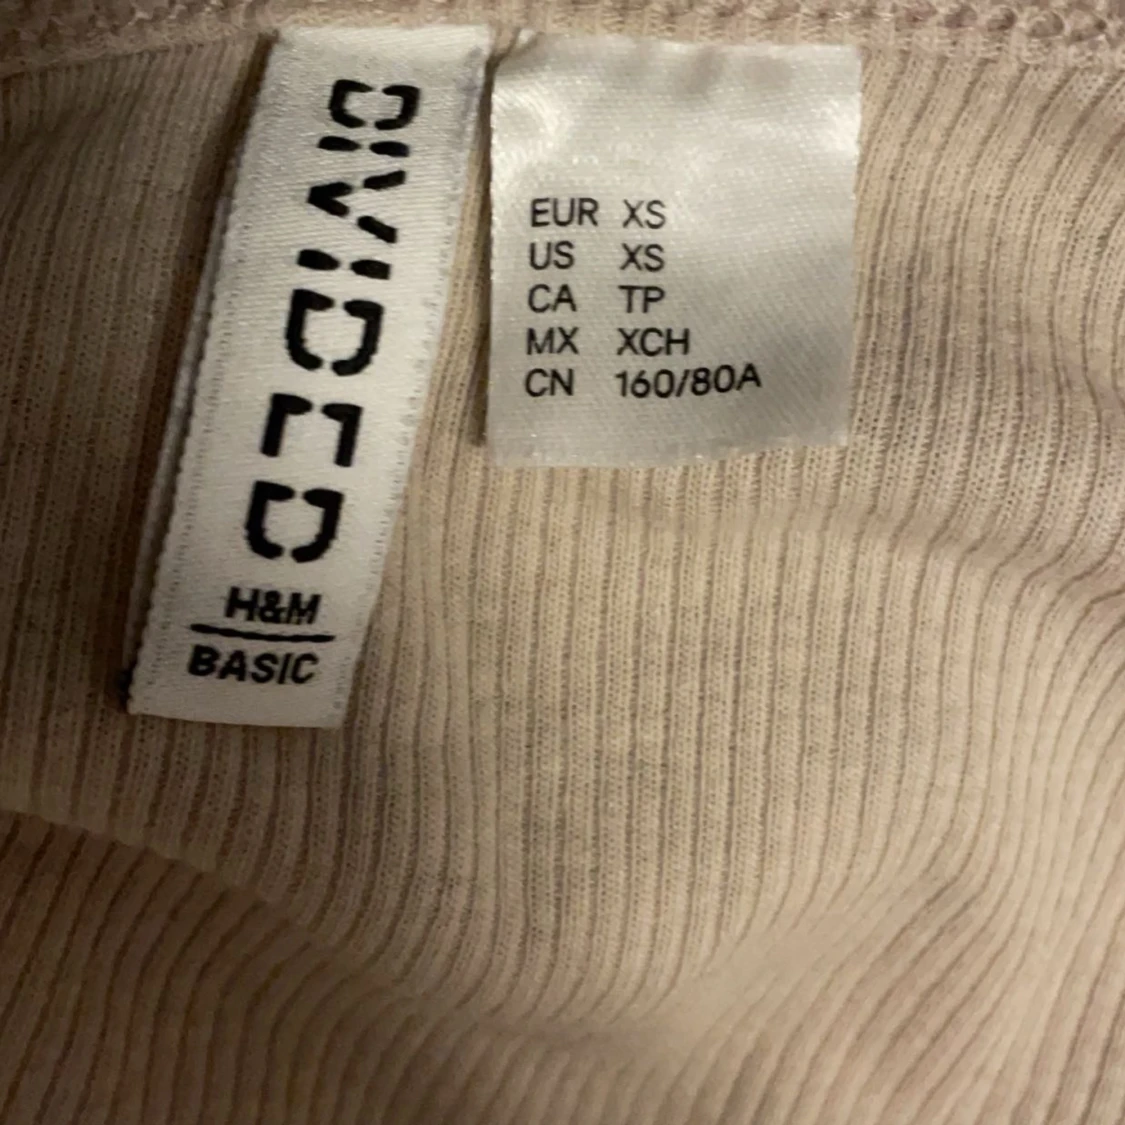 DIVIDED
H&M
BASIC
EUR XS
US XS
CA TP
MX XCH
CN 160/80A